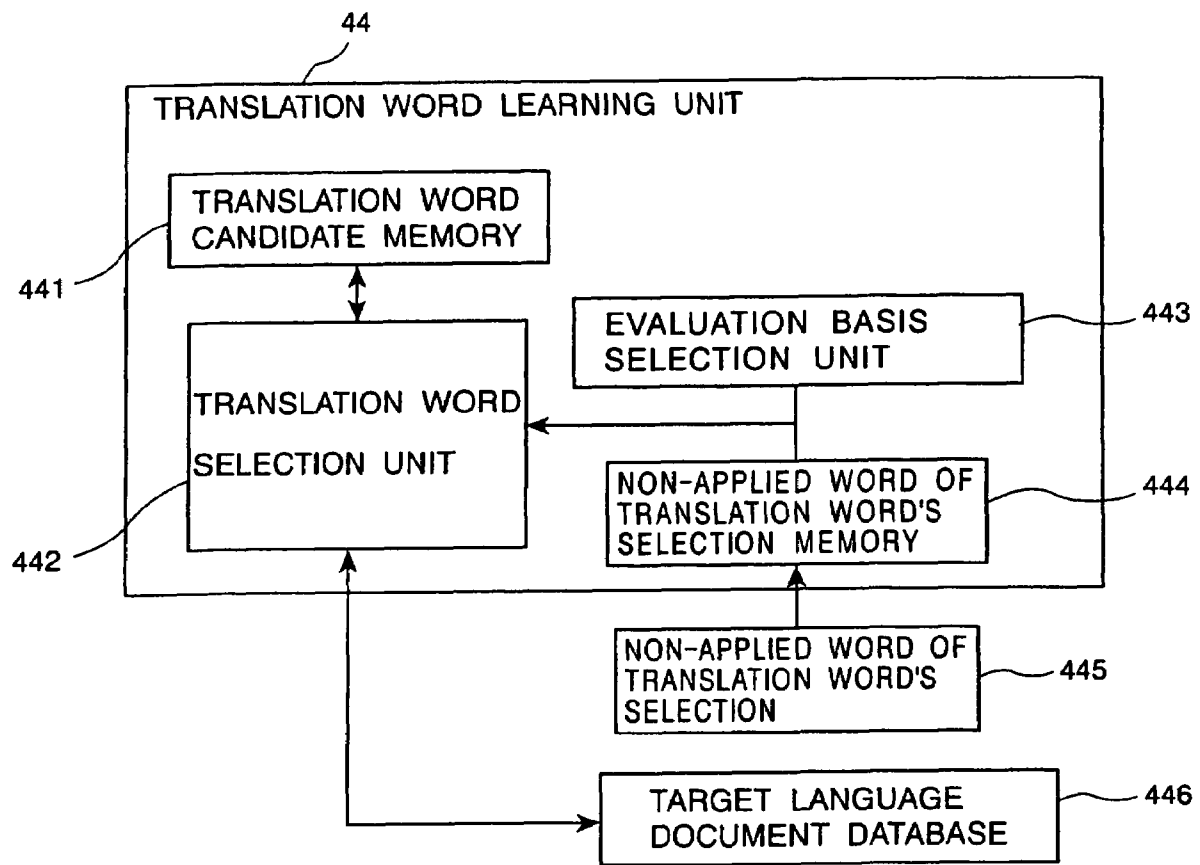 44
TRANSLATION WORD LEARNING UNIT
TRANSLATION WORD
CANDIDATE MEMORY
441
EVALUATION BASIS
SELECTION UNIT
443
TRANSLATION WORD
SELECTION UNIT
442
NON-APPLIED WORD OF
TRANSLATION WORD'S
SELECTION MEMORY
444
NON-APPLIED WORD OF
TRANSLATION WORD'S
SELECTION
445
TARGET LANGUAGE
DOCUMENT DATABASE
446